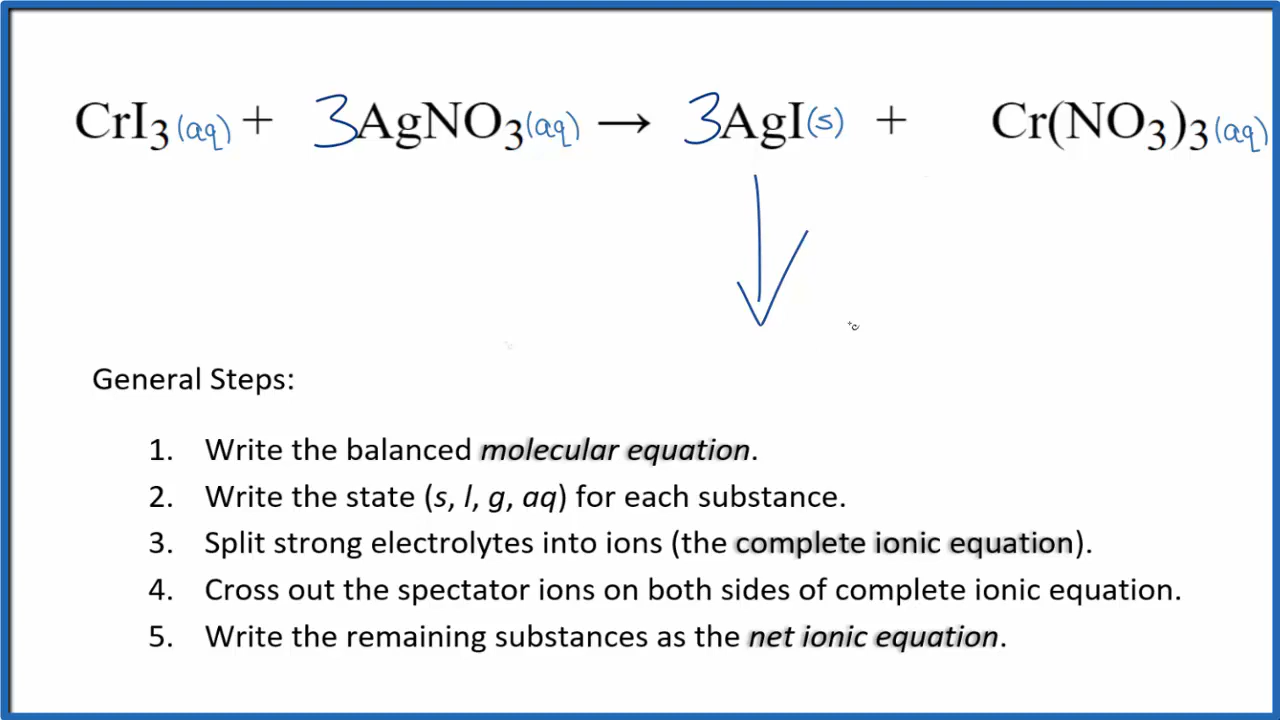 CrI₃(aq) + 3AgNO₃(aq) → 3AgI(s) + Cr(NO₃)₃(aq)
General Steps:
1. Write the balanced molecular equation.
2. Write the state (s, l, g, aq) for each substance.
3. Split strong electrolytes into ions (the complete ionic equation).
4. Cross out the spectator ions on both sides of complete ionic equation.
5. Write the remaining substances as the net ionic equation.